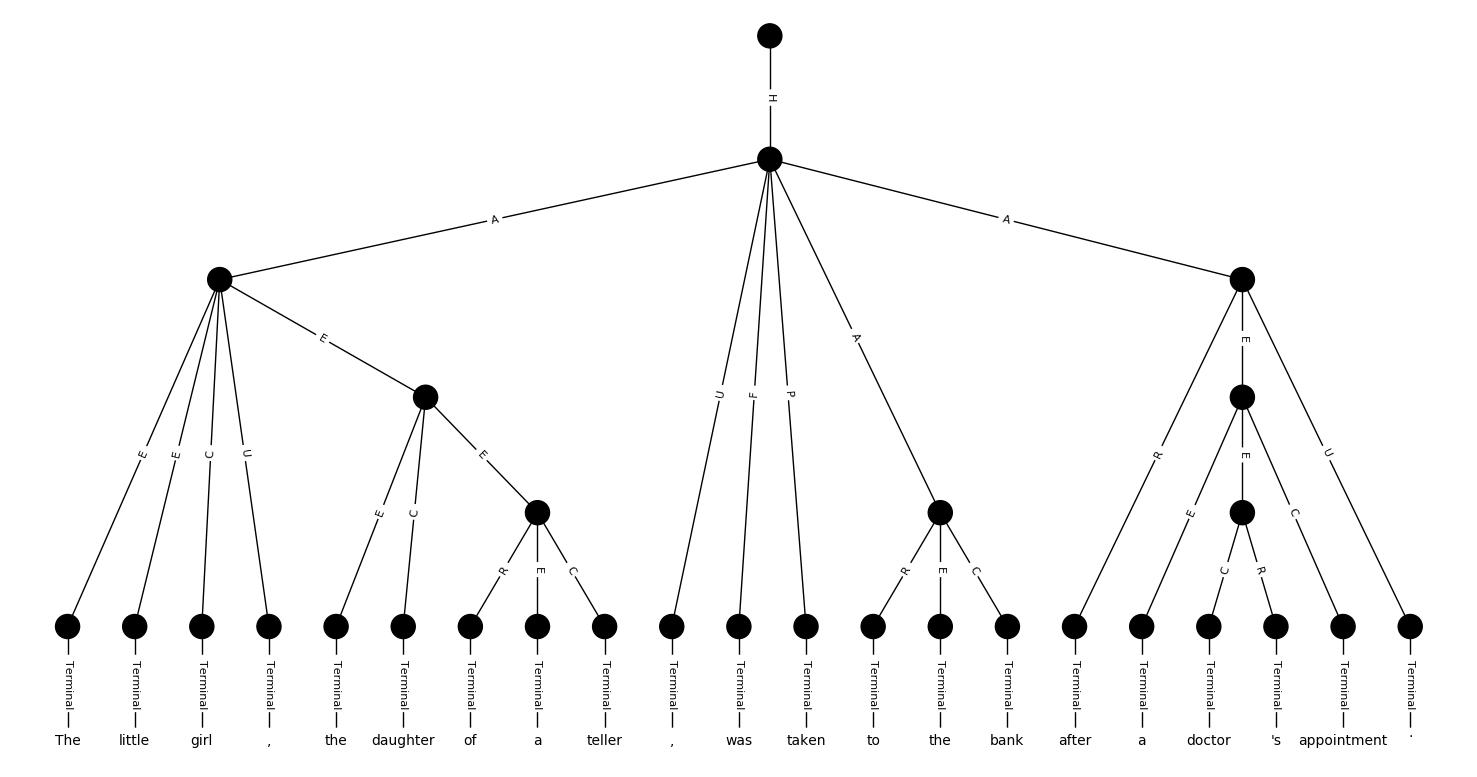 H
A A
E A E
E E C U U F P R E U
E C E E C
R E C R E C C R
Terminal Terminal Terminal Terminal Terminal Terminal Terminal Terminal Terminal Terminal Terminal Terminal Terminal Terminal Terminal Terminal Terminal Terminal Terminal Terminal Terminal
The little girl , the daughter of a teller , was taken to the bank after a doctor 's appointment .